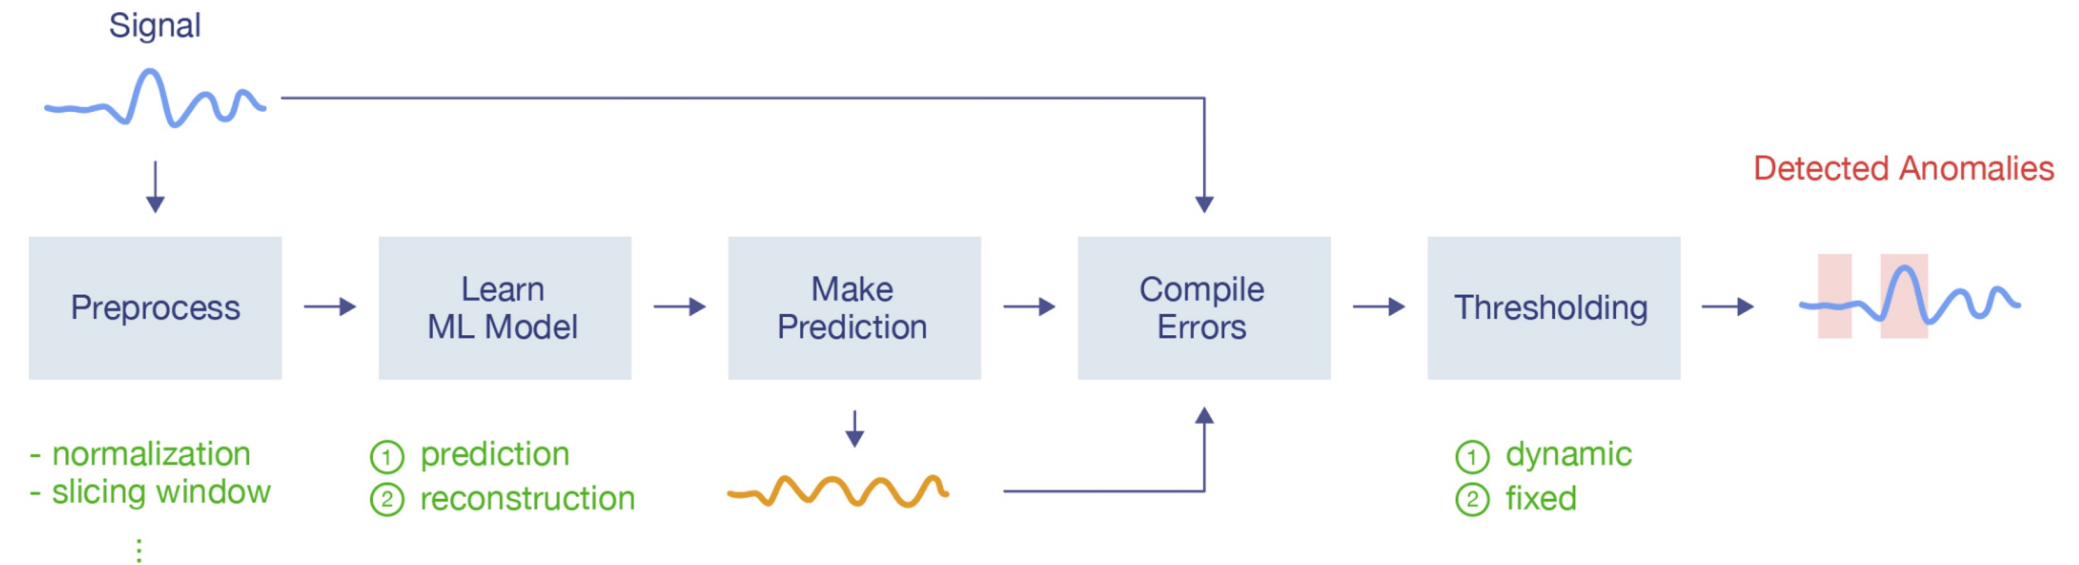 Signal
Detected Anomalies
Preprocess
Learn
ML Model
Make
Prediction
Compile
Errors
Thresholding
- normalization
- slicing window
⋮
① prediction
② reconstruction
① dynamic
② fixed